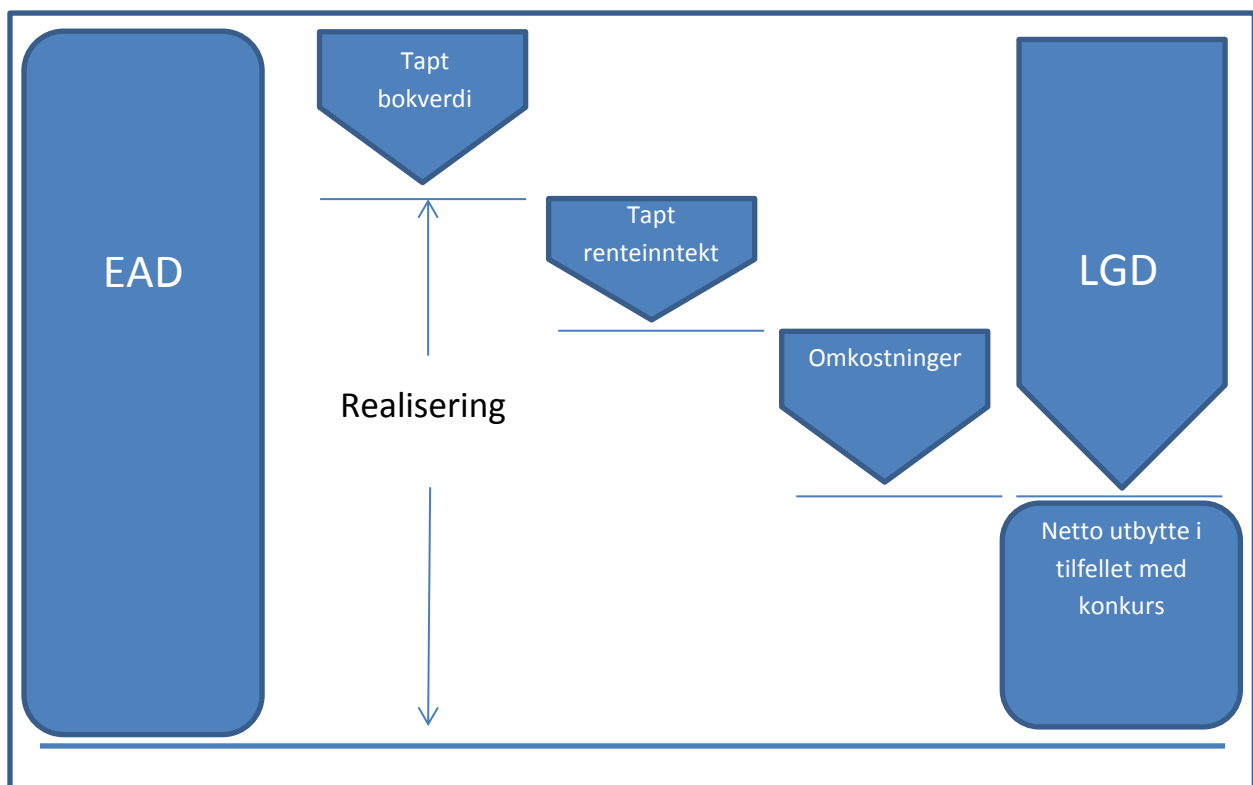 EAD
Tapt
bokverdi
Realisering
Tapt
renteinntekt
Omkostninger
LGD
Netto utbytte i
tilfellet med
konkurs